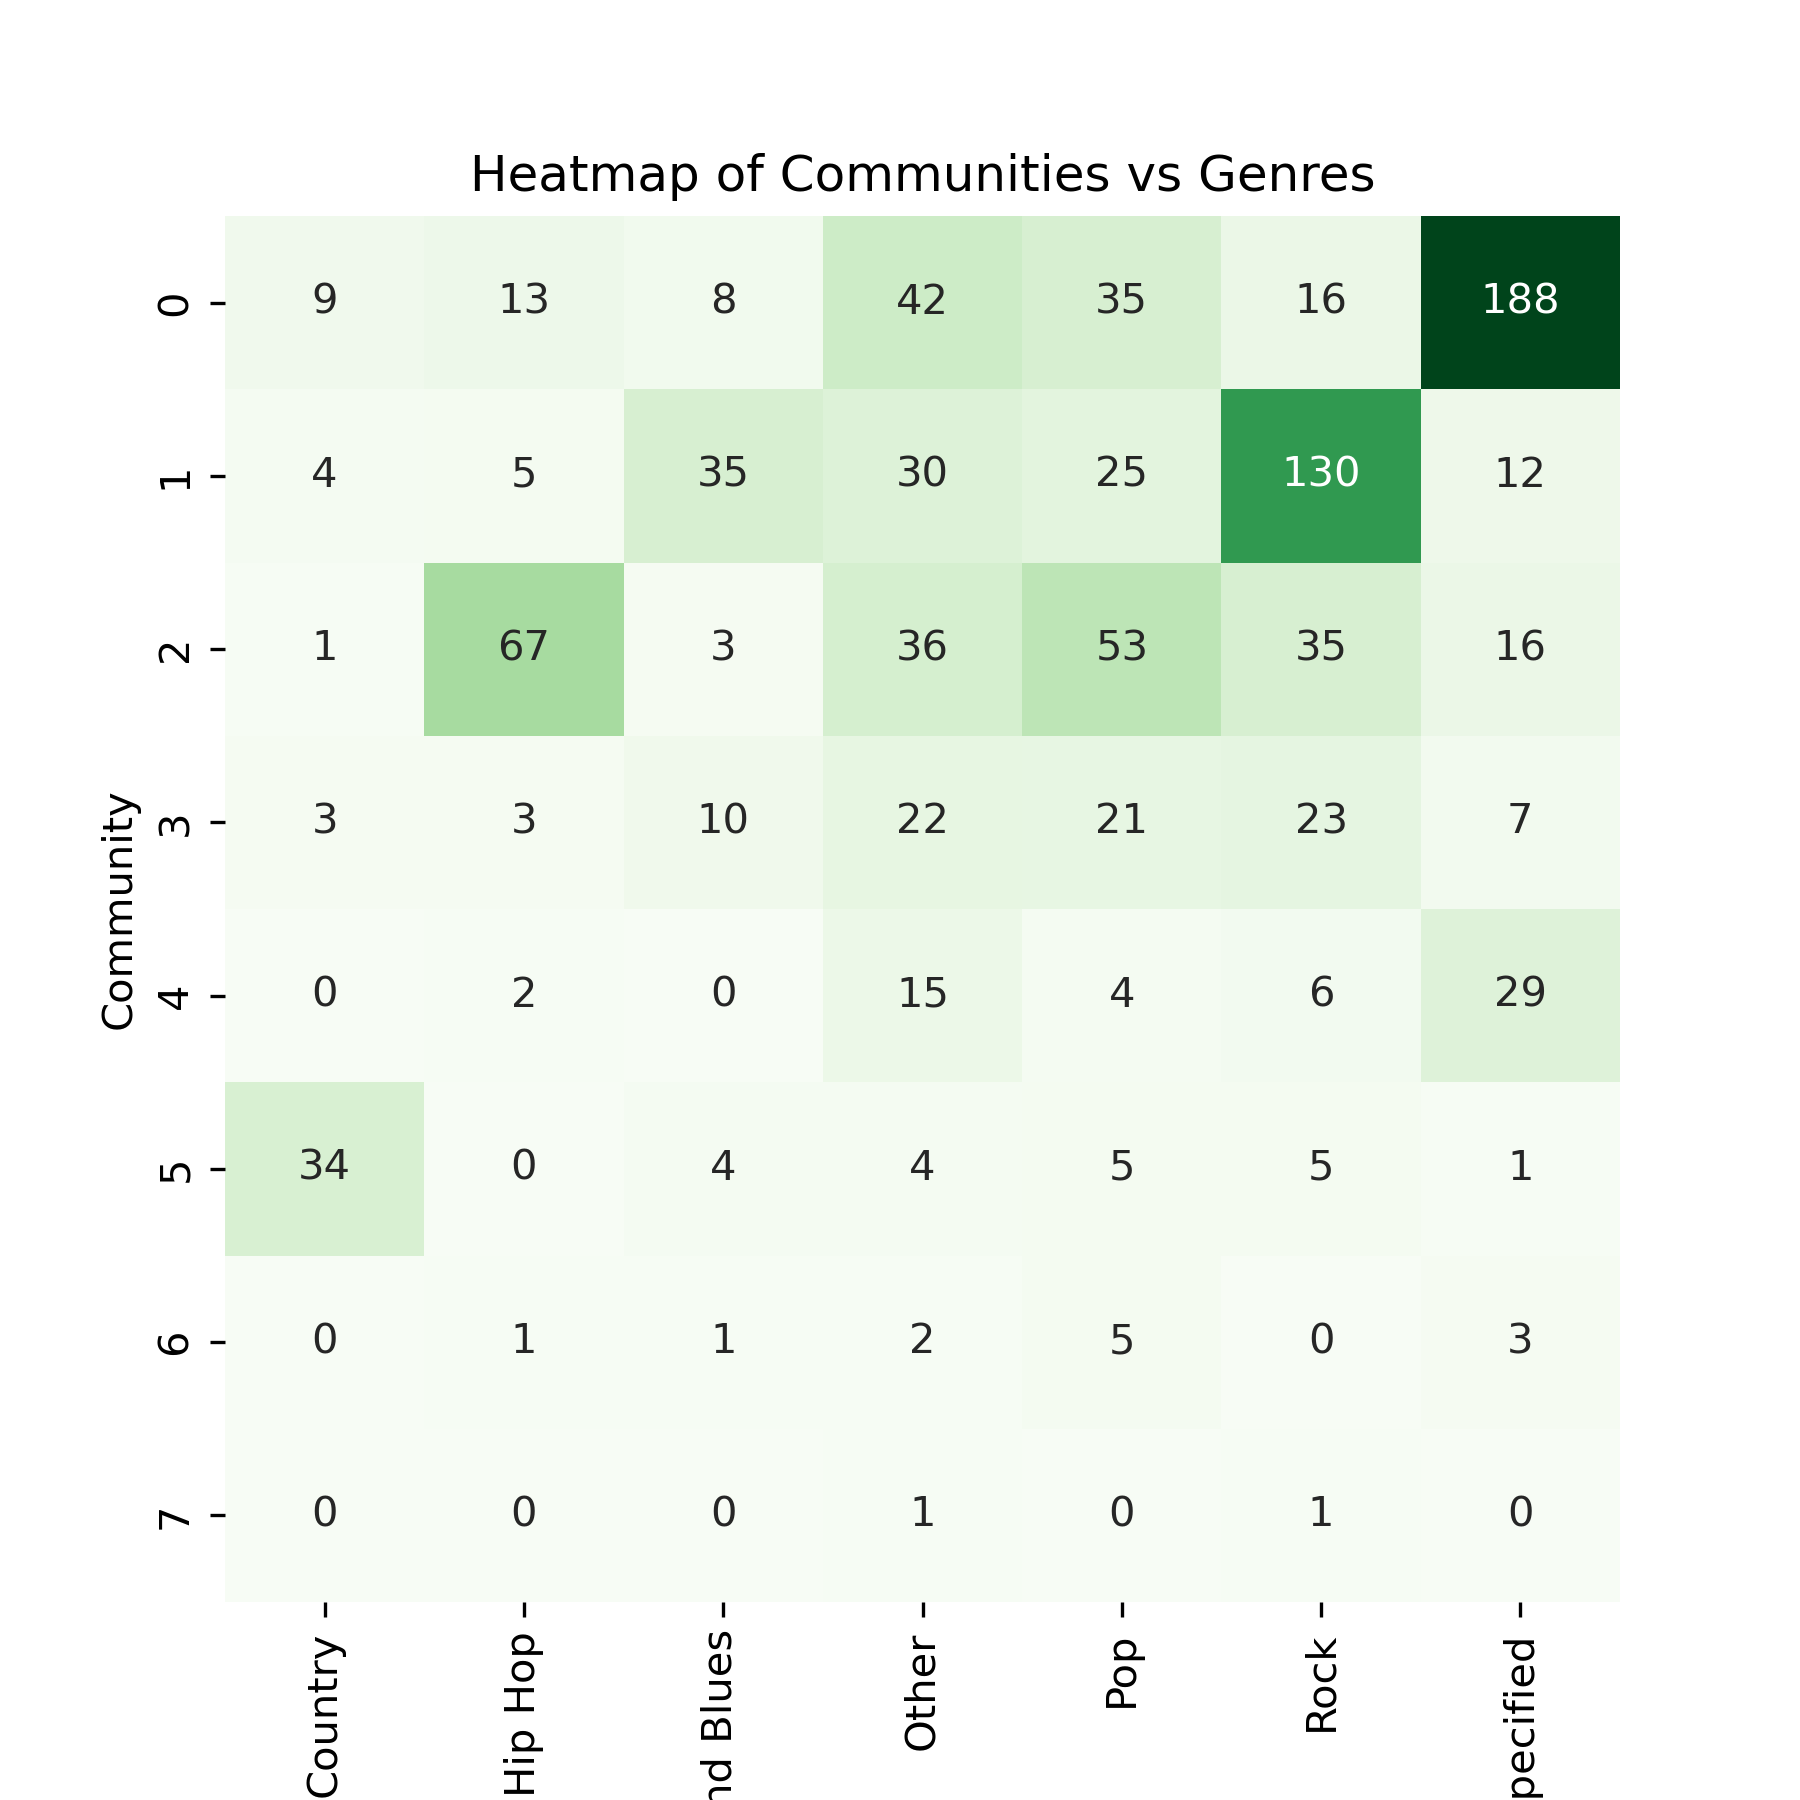 Heatmap of Communities vs Genres
Community
0 9 13 8 42 35 16 188
1 4 5 35 30 25 130 12
2 1 67 3 36 53 35 16
3 3 3 10 22 21 23 7
4 0 2 0 15 4 6 29
5 34 0 4 4 5 5 1
6 0 1 1 2 5 0 3
7 0 0 0 1 0 1 0
Country
Hip Hop
nd Blues
Other
Pop
Rock
pecified